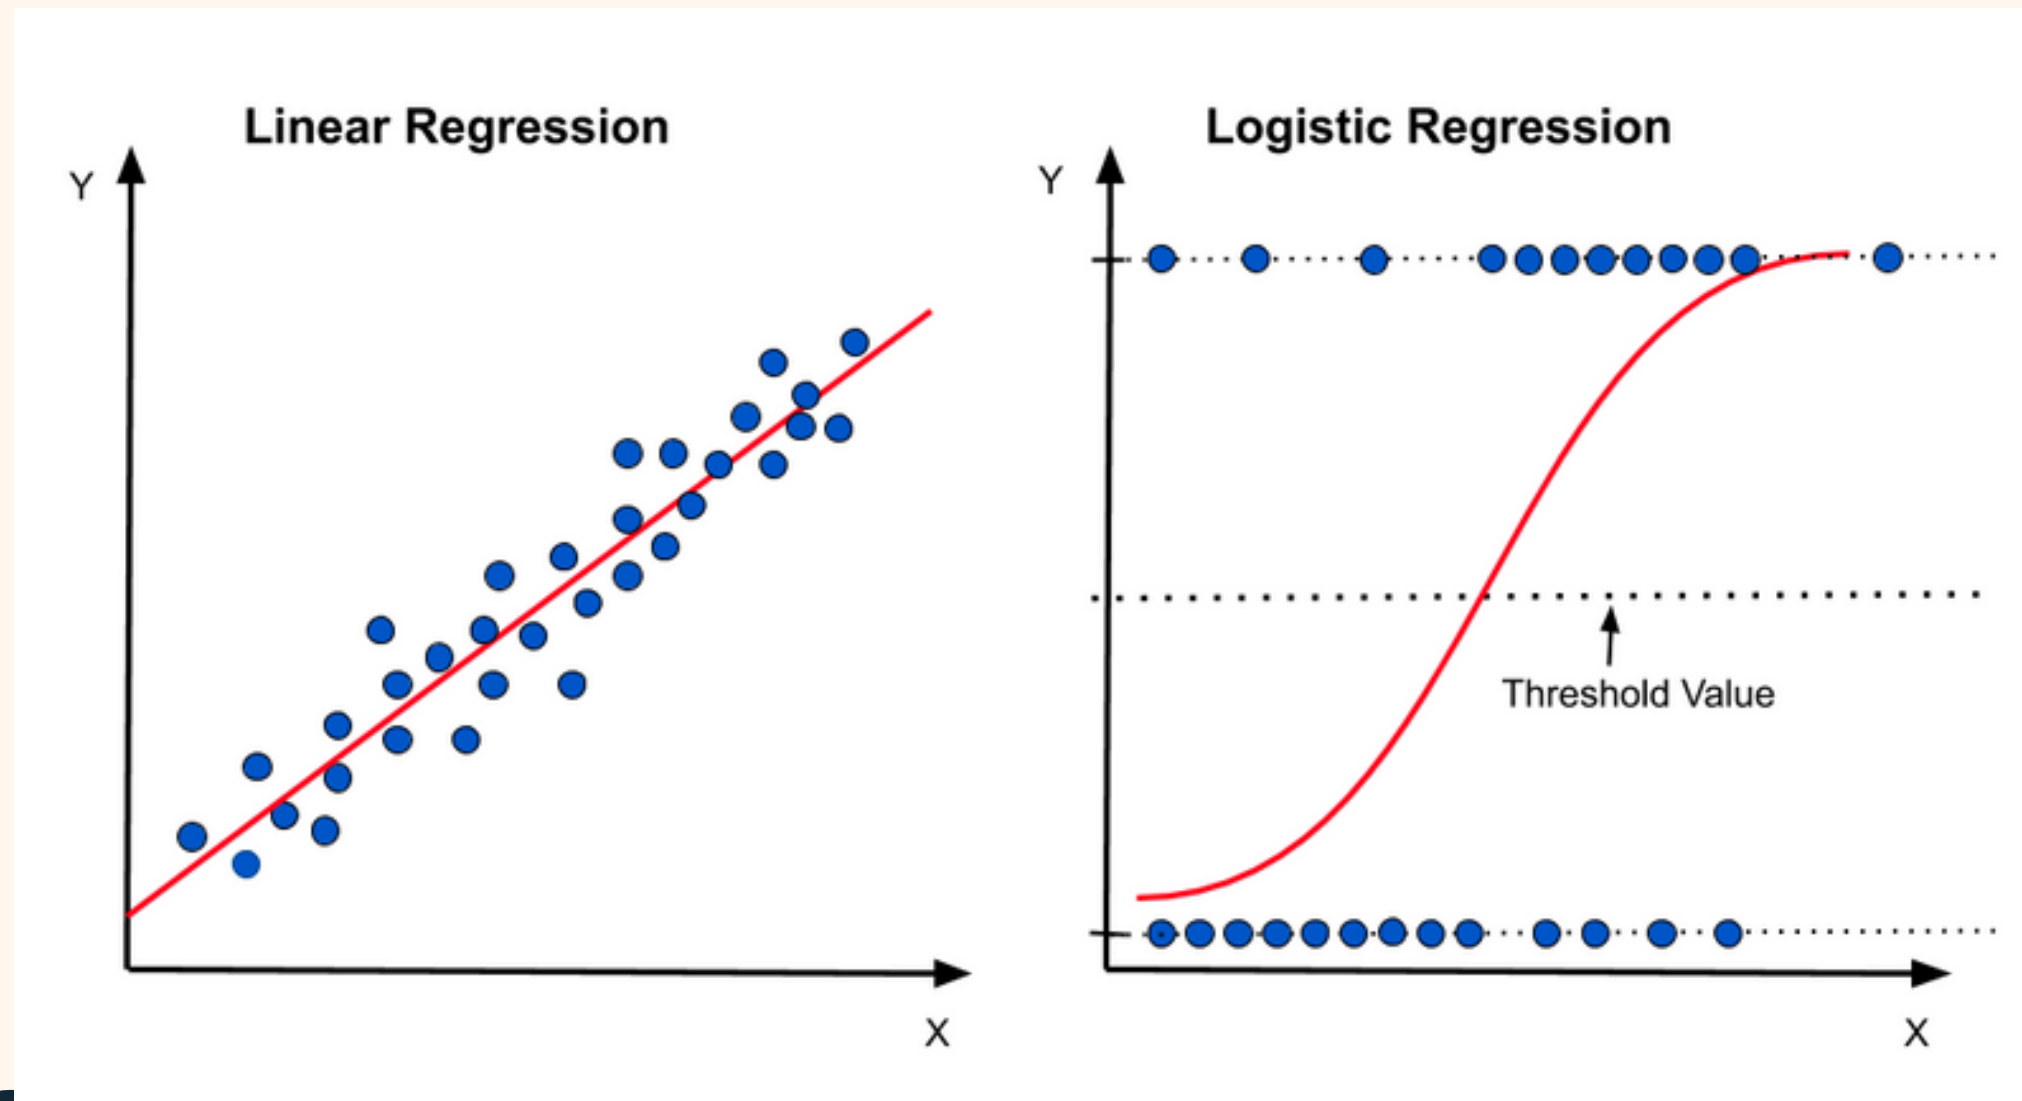 Linear Regression
Y
X
Logistic Regression
Y
Threshold Value
X